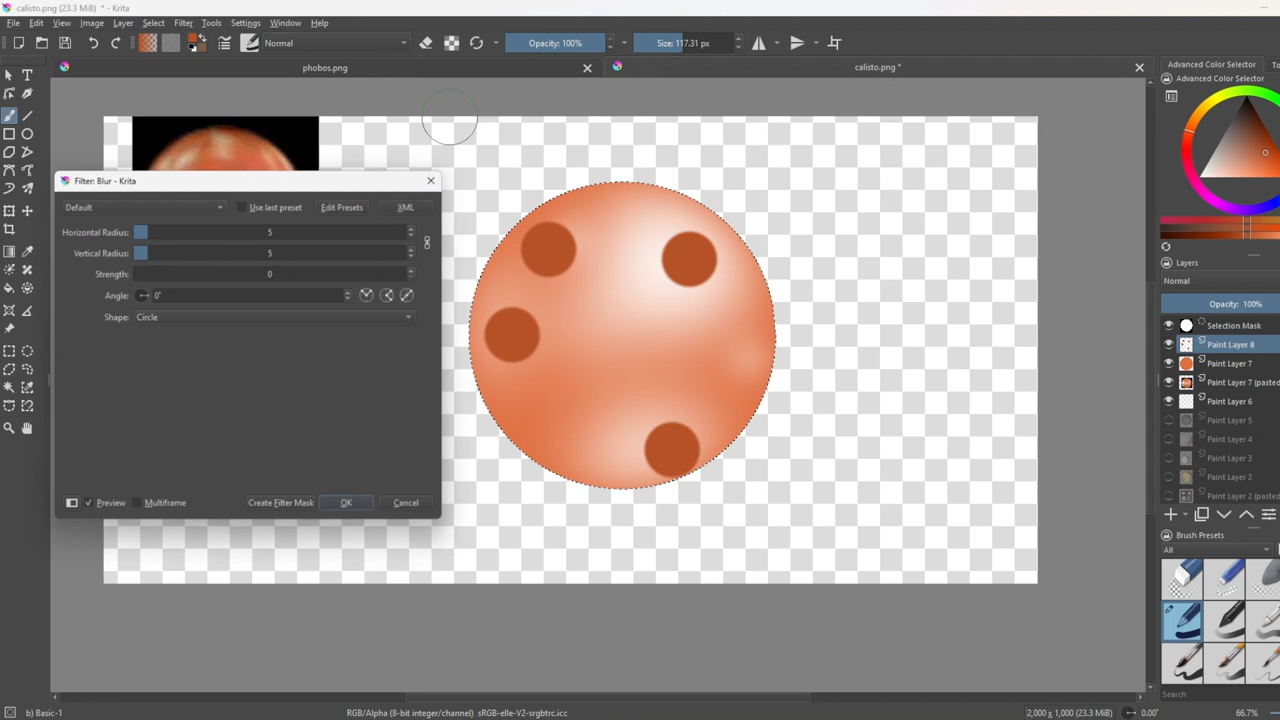 calisto.png (23.3 MiB) * - Krita
File Edit View Image Layer Select Filter Tools Settings Window Help
Normal Opacity: 100% Size: 117.31 px
phobos.png calisto.png *
Advanced Color Selector To
Advanced Color Selector
Filter: Blur - Krita
Default Use last preset Edit Presets XML
Horizontal Radius: 5
Vertical Radius: 5
Strength: 0
Angle: 0°
Shape: Circle
Preview Multiframe Create Filter Mask OK Cancel
Layers
Normal
Opacity: 100%
Selection Mask
Paint Layer 8
Paint Layer 7
Paint Layer 7 (pasted
Paint Layer 6
Paint Layer 5
Paint Layer 4
Paint Layer 3
Paint Layer 2
Paint Layer 2 (pasted
Brush Presets
All
Search
b) Basic-1 RGB/Alpha (8-bit integer/channel) sRGB-elle-V2-srgbtrc.icc 2,000 x 1,000 (23.3 MiB) 0.00° 66.7%